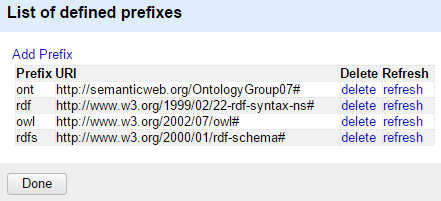 List of defined prefixes
Add Prefix
Prefix URI Delete Refresh
ont http://semanticweb.org/OntologyGroup07# delete refresh
rdf http://www.w3.org/1999/02/22-rdf-syntax-ns# delete refresh
owl http://www.w3.org/2002/07/owl# delete refresh
rdfs http://www.w3.org/2000/01/rdf-schema# delete refresh
Done